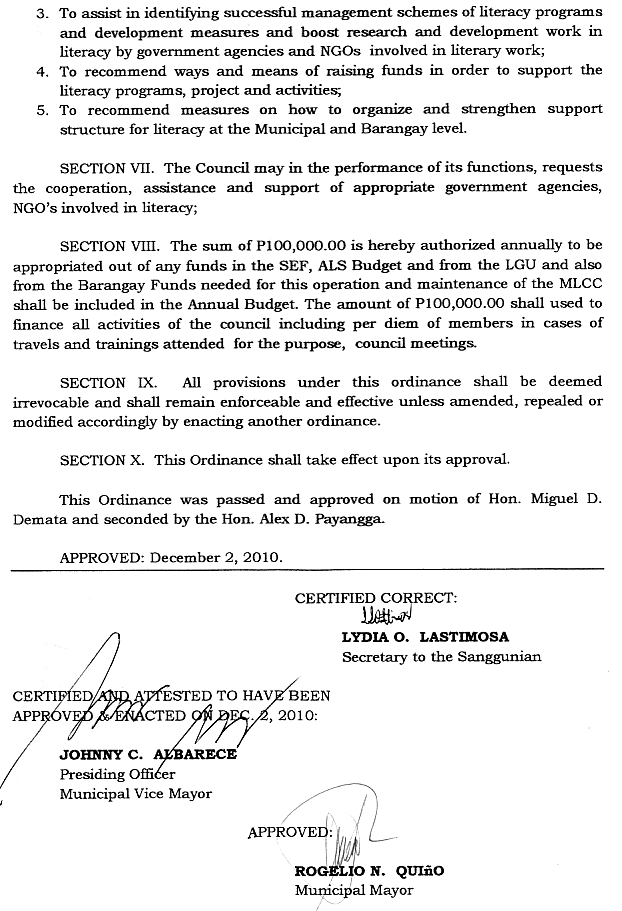 3. To assist in identifying successful management schemes of literacy programs
and development measures and boost research and development work in
literacy by government agencies and NGOs involved in literary work;
4. To recommend ways and means of raising funds in order to support the
literacy programs, project and activities;
5. To recommend measures on how to organize and strengthen support
structure for literacy at the Municipal and Barangay level.
SECTION VII. The Council may in the performance of its functions, requests
the cooperation, assistance and support of appropriate government agencies,
NGO's involved in literacy;
SECTION VIII. The sum of P100,000.00 is hereby authorized annually to be
appropriated out of any funds in the SEF, ALS Budget and from the LGU and also
from the Barangay Funds needed for this operation and maintenance of the MLCC
shall be included in the Annual Budget. The amount of P100,000.00 shall used to
finance all activities of the council including per diem of members in cases of
travels and trainings attended for the purpose, council meetings.
SECTION IX. All provisions under this ordinance shall be deemed
irrevocable and shall remain enforceable and effective unless amended, repealed or
modified accordingly by enacting another ordinance.
SECTION X. This Ordinance shall take effect upon its approval.
This Ordinance was passed and approved on motion of Hon. Miguel D.
Demata and seconded by the Hon. Alex D. Payangga.
APPROVED: December 2, 2010.
CERTIFIED CORRECT:
LYDIA O. LASTIMOSA
Secretary to the Sanggunian
CERTIFIED AND ATTESTED TO HAVE BEEN
APPROVED & ENACTED ON DEC. 2, 2010:
JOHNNY C. ALBARECE
Presiding Officer
Municipal Vice Mayor
APPROVED:
ROGELIO N. QUIñO
Municipal Mayor